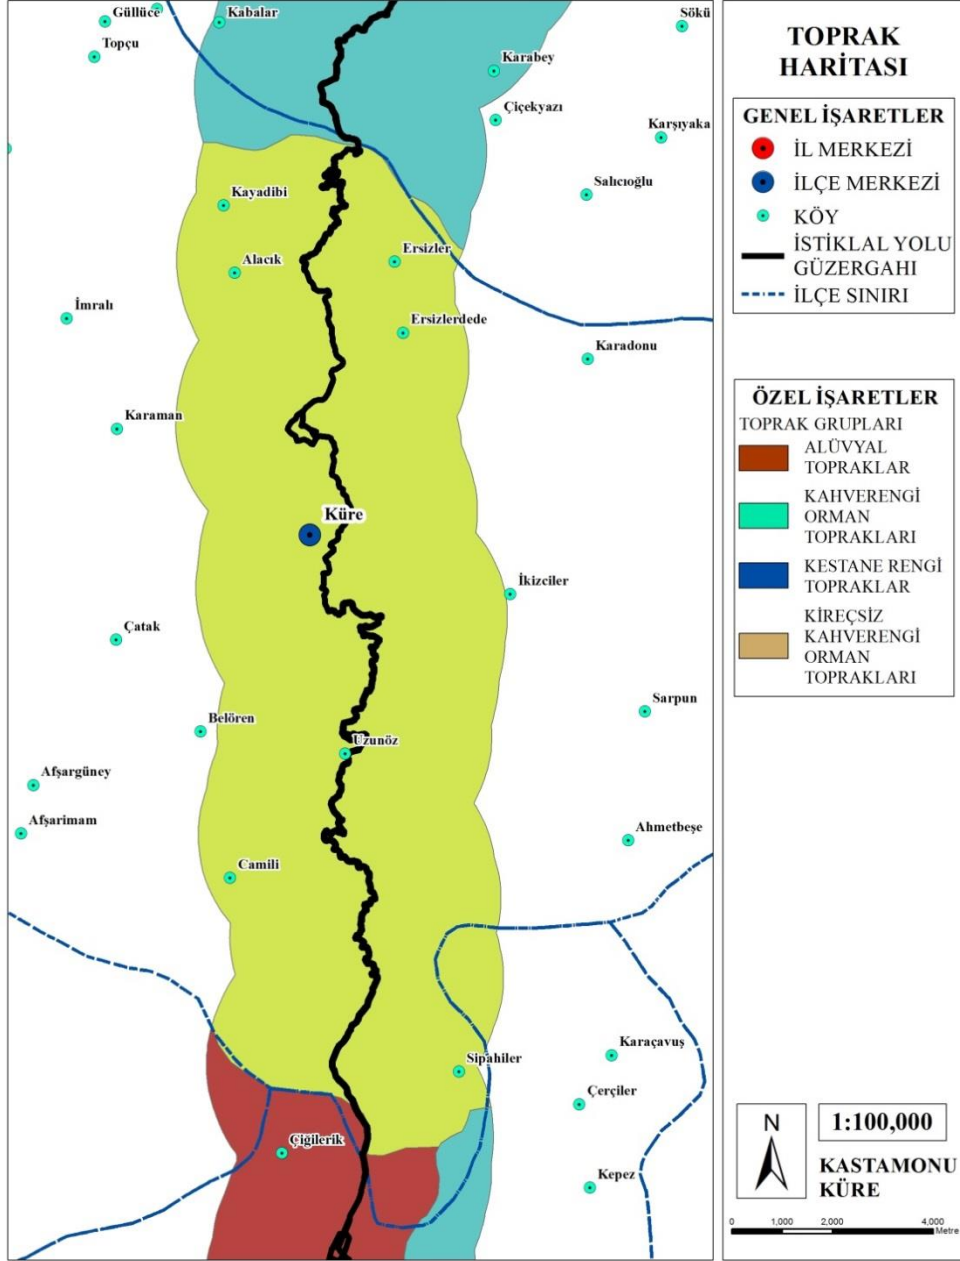 Güllüce
Kabalar
Sökü
Topçu
Karabey
Çiçekyazı
Karşıyaka
Salıcıoğlu
Kayadibi
Ersizler
Alacık
İmralı
Ersizlerdede
Karadonu
Karaman
Küre
İkizciler
Çatak
Sarpun
Belören
Uzunöz
Afşargüney
Afşarimam
Ahmetbeşe
Camili
Karaçavuş
Sipahiler
Çerçiler
Çiğilerik
Kepez
TOPRAK
HARİTASI
GENEL İŞARETLER
İL MERKEZİ
İLÇE MERKEZİ
KÖY
İSTİKLAL YOLU
GÜZERGAHI
İLÇE SINIRI
ÖZEL İŞARETLER
TOPRAK GRUPLARI
ALÜVYAL
TOPRAKLAR
KAHVERENGİ
ORMAN
TOPRAKLARI
KESTANE RENGİ
TOPRAKLAR
KİREÇSİZ
KAHVERENGİ
ORMAN
TOPRAKLARI
N
1:100,000
KASTAMONU
KÜRE
0 1,000 2,000 4,000
Metre